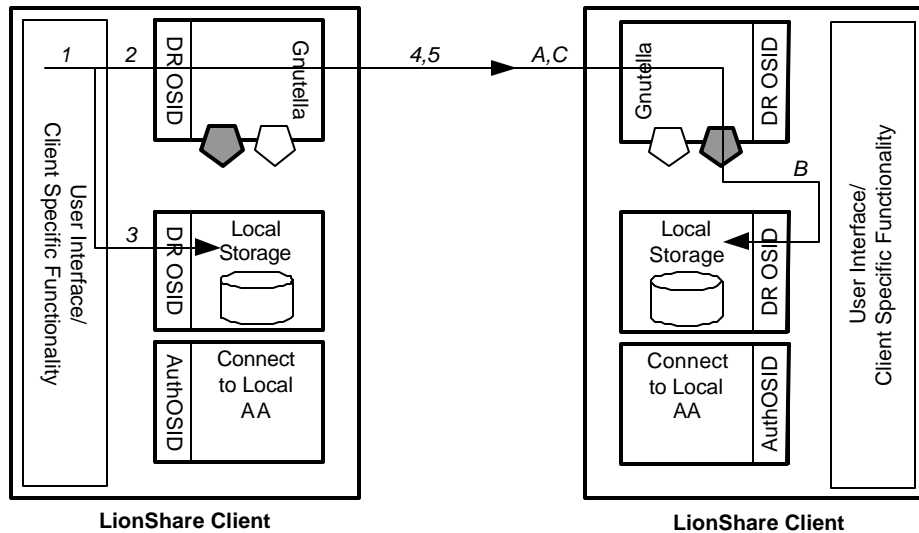 1
2
DR OSID
Gnutella
4,5
A,C
Gnutella
DR OSID
User Interface/
Client Specific Functionality
3
DR OSID
Local
Storage
B
Local
Storage
DR OSID
User Interface/
Client Specific Functionality
AuthOSID
Connect
to Local
AA
Connect
to Local
AA
AuthOSID
LionShare Client
LionShare Client